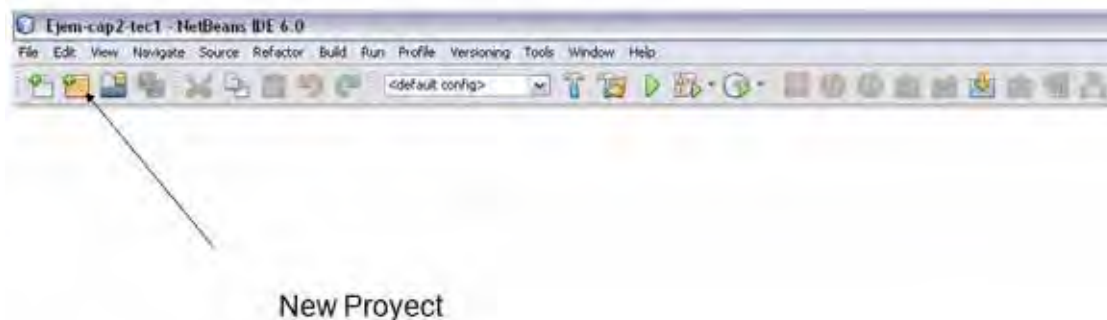 Ejem-cap2-tec1 - NetBeans IDE 6.0
File Edit View Navigate Source Refactor Build Run Profile Versioning Tools Window Help
<default config>
New Proyect